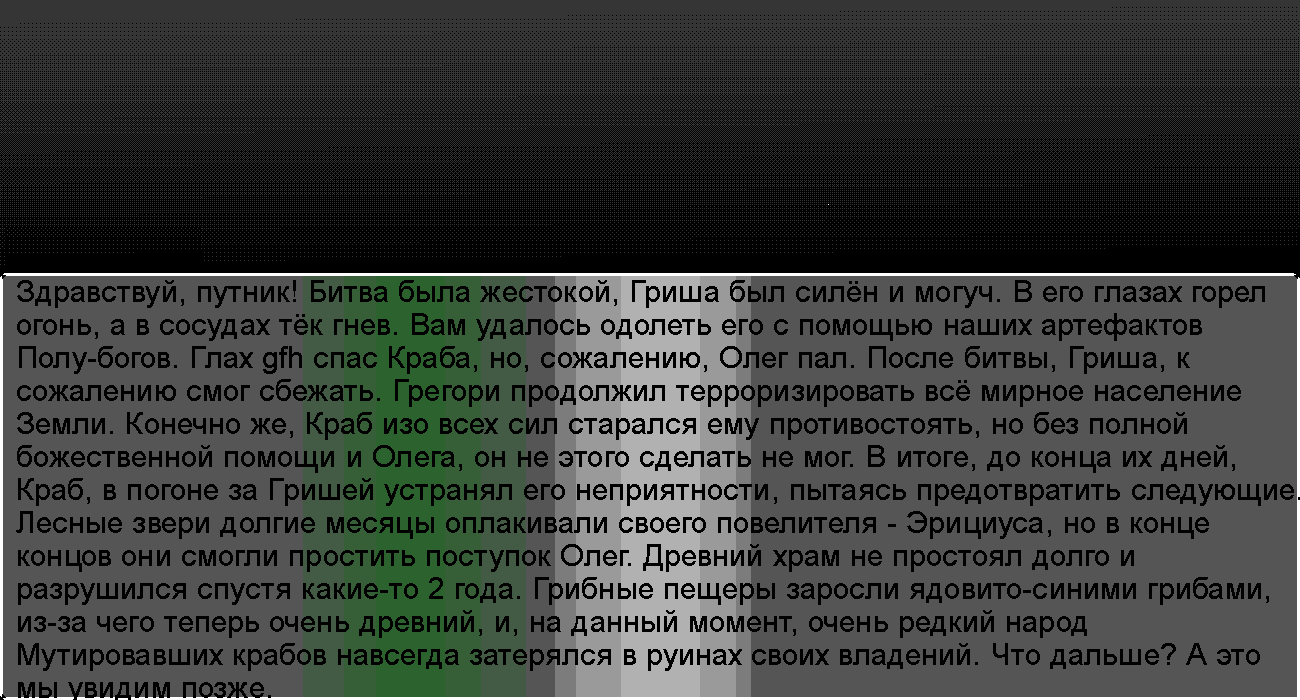 Здравствуй, путник! Битва была жестокой, Гриша был силён и могуч. В его глазах горел
огонь, а в сосудах тёк гнев. Вам удалось одолеть его с помощью наших артефактов
Полу-богов. Глах gfh спас Краба, но, сожалению, Олег пал. После битвы, Гриша, к
сожалению смог сбежать. Грегори продолжил терроризировать всё мирное население
Земли. Конечно же, Краб изо всех сил старался ему противостоять, но без полной
божественной помощи и Олега, он не этого сделать не мог. В итоге, до конца их дней,
Краб, в погоне за Гришей устранял его неприятности, пытаясь предотвратить следующие.
Лесные звери долгие месяцы оплакивали своего повелителя - Эрициуса, но в конце
концов они смогли простить поступок Олег. Древний храм не простоял долго и
разрушился спустя какие-то 2 года. Грибные пещеры заросли ядовито-синими грибами,
из-за чего теперь очень древний, и, на данный момент, очень редкий народ
Мутировавших крабов навсегда затерялся в руинах своих владений. Что дальше? А это
мы увидим позже.